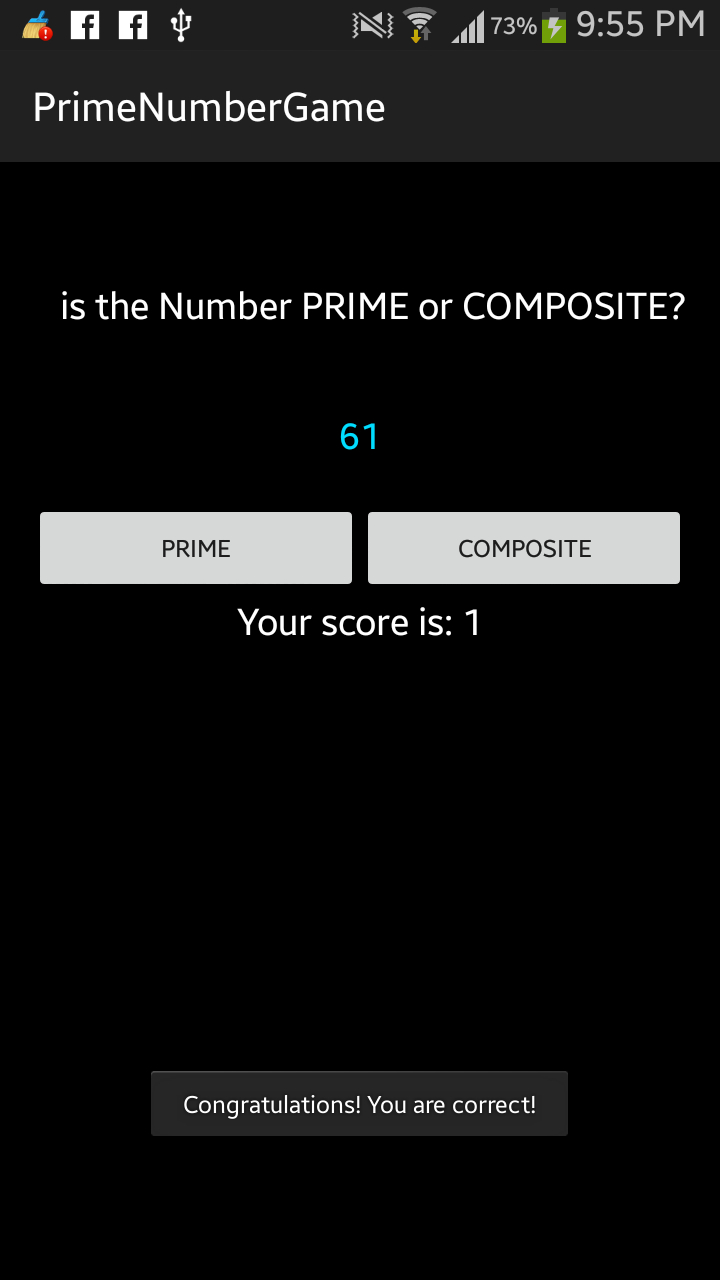 73% 9:55 PM
PrimeNumberGame
is the Number PRIME or COMPOSITE?
61
PRIME COMPOSITE
Your score is: 1
Congratulations! You are correct!